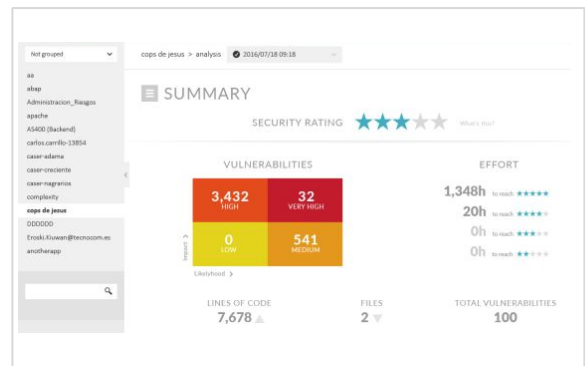 Not grouped
cops de jesus > analysis 2016/07/18 09:18
aa
abap
Administracion_Riesgos
apache
AS400 (Backend)
carlos.carrillo-13854
caser-adama
caser-creciente
caser-nagrarios
complexity
cops de jesus
DDDDDD
Eroski.Kiuwan@tecnocom.es
anotherapp
SUMMARY
SECURITY RATING
What's this?
VULNERABILITIES
3,432
HIGH
32
VERY HIGH
0
LOW
541
MEDIUM
Impact >
Likelyhood >
EFFORT
1,348h to reach
20h to reach
0h to reach
0h to reach
LINES OF CODE
7,678
FILES
2
TOTAL VULNERABILITIES
100